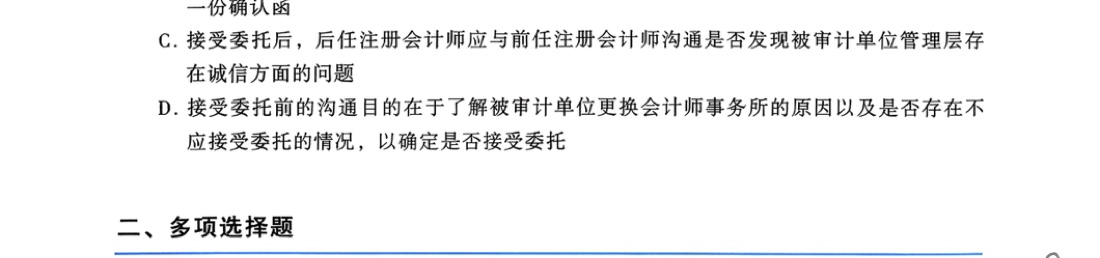 一份确认函
C. 接受委托后，后任注册会计师应与前任注册会计师沟通是否发现被审计单位管理层存
在诚信方面的问题
D. 接受委托前的沟通目的在于了解被审计单位更换会计师事务所的原因以及是否存在不
应接受委托的情况，以确定是否接受委托
二、多项选择题